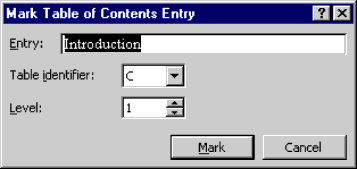 Mark Table of Contents Entry
Entry: Introduction
Table identifier: C
Level: 1
Mark Cancel